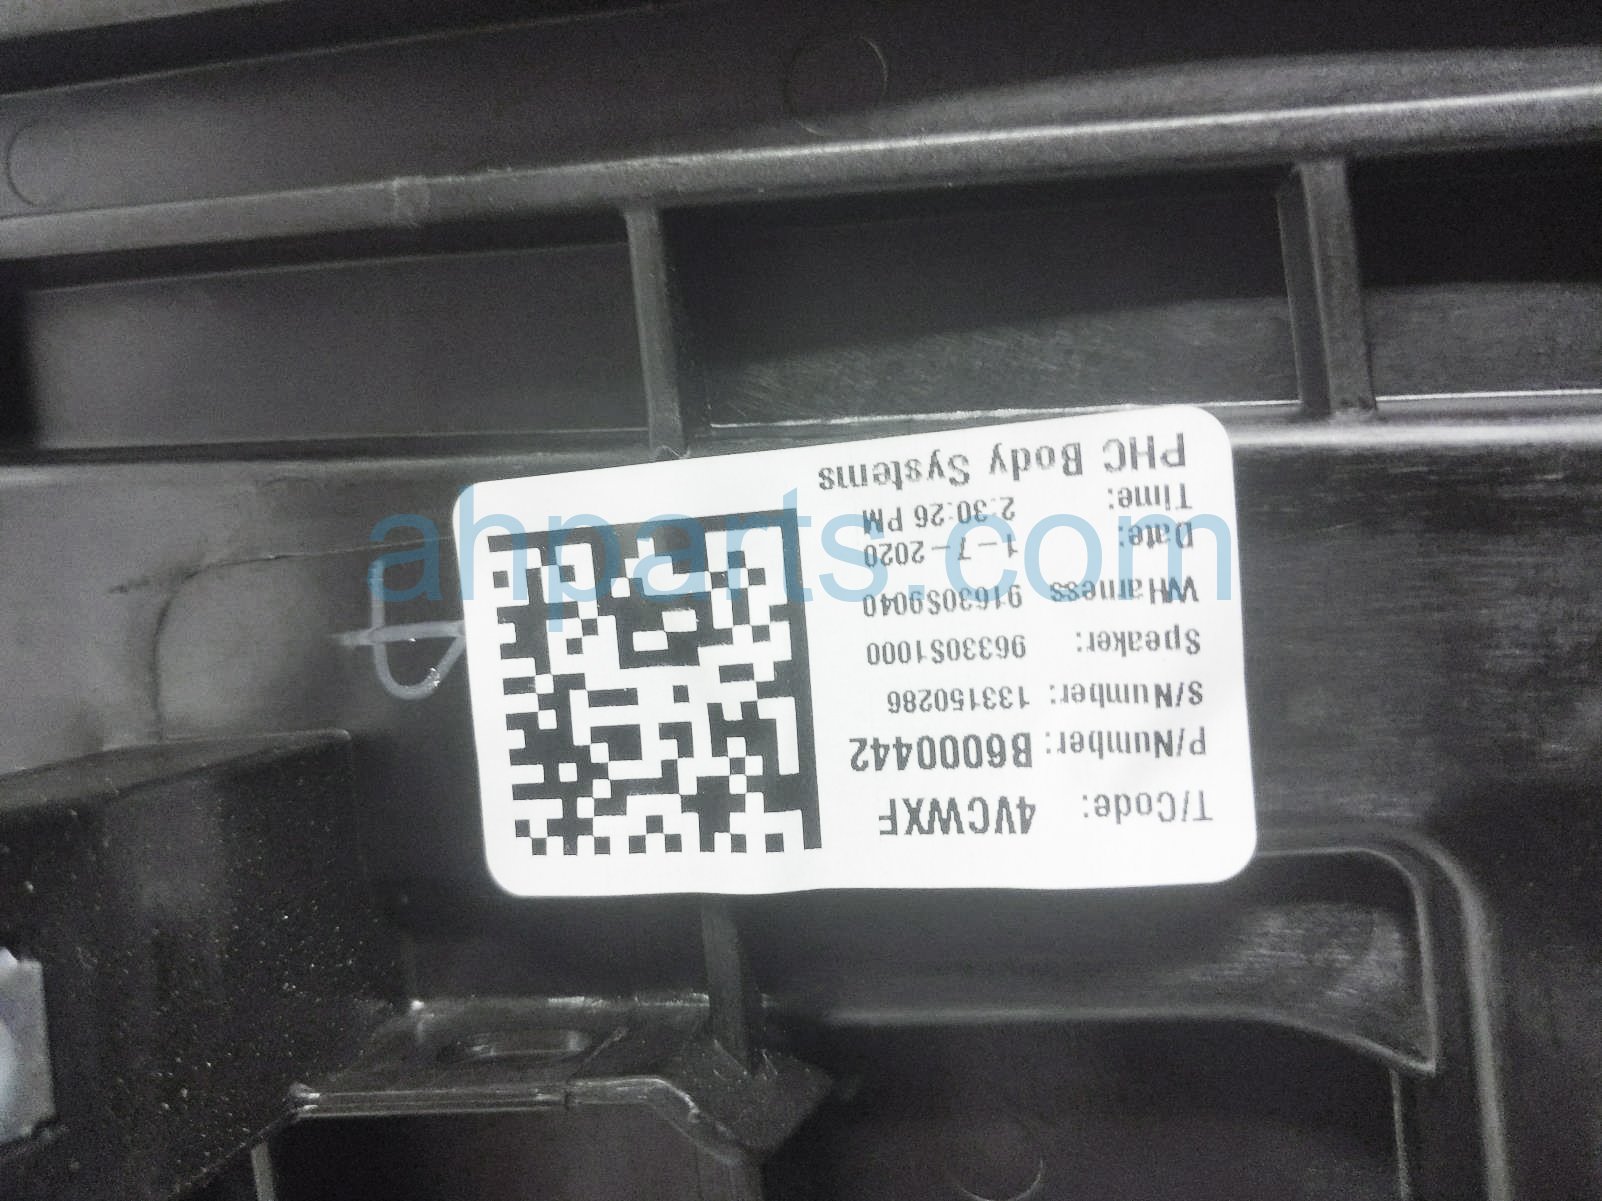 T/Code: 4VCWXF
P/Number: B6000442
S/Number: 133150286
Speaker: 96330S1000
WHarness 91630S9040
Date: 1-7-2020
Time: 2:30:26 PM
PHC Body Systems
ahparts.com